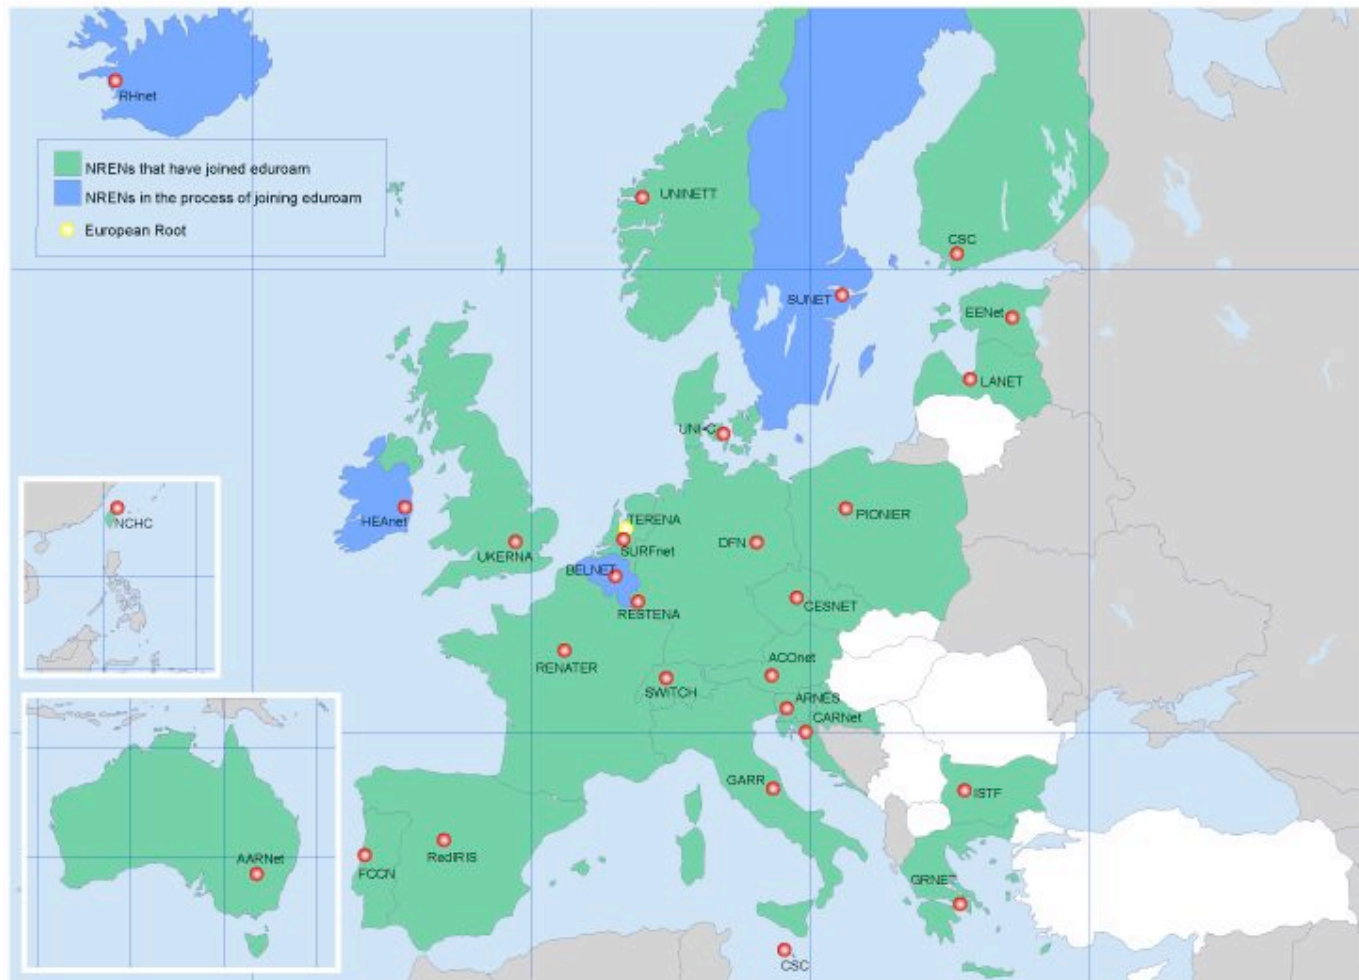 RHnet
NRENs that have joined eduroam
NRENs in the process of joining eduroam
European Root
UNINETT
CSC
SUNET
EENet
LANET
UNI•C
HEAnet
NCHC
TERENA
PIONIER
UKERNA
SURFnet
DFN
BELNET
RESTENA
CESNET
RENATER
ACOnet
SWITCH
ARNES
CARNet
GARR
ISTF
AARNet
RedIRIS
FCCN
GRNET
CSC